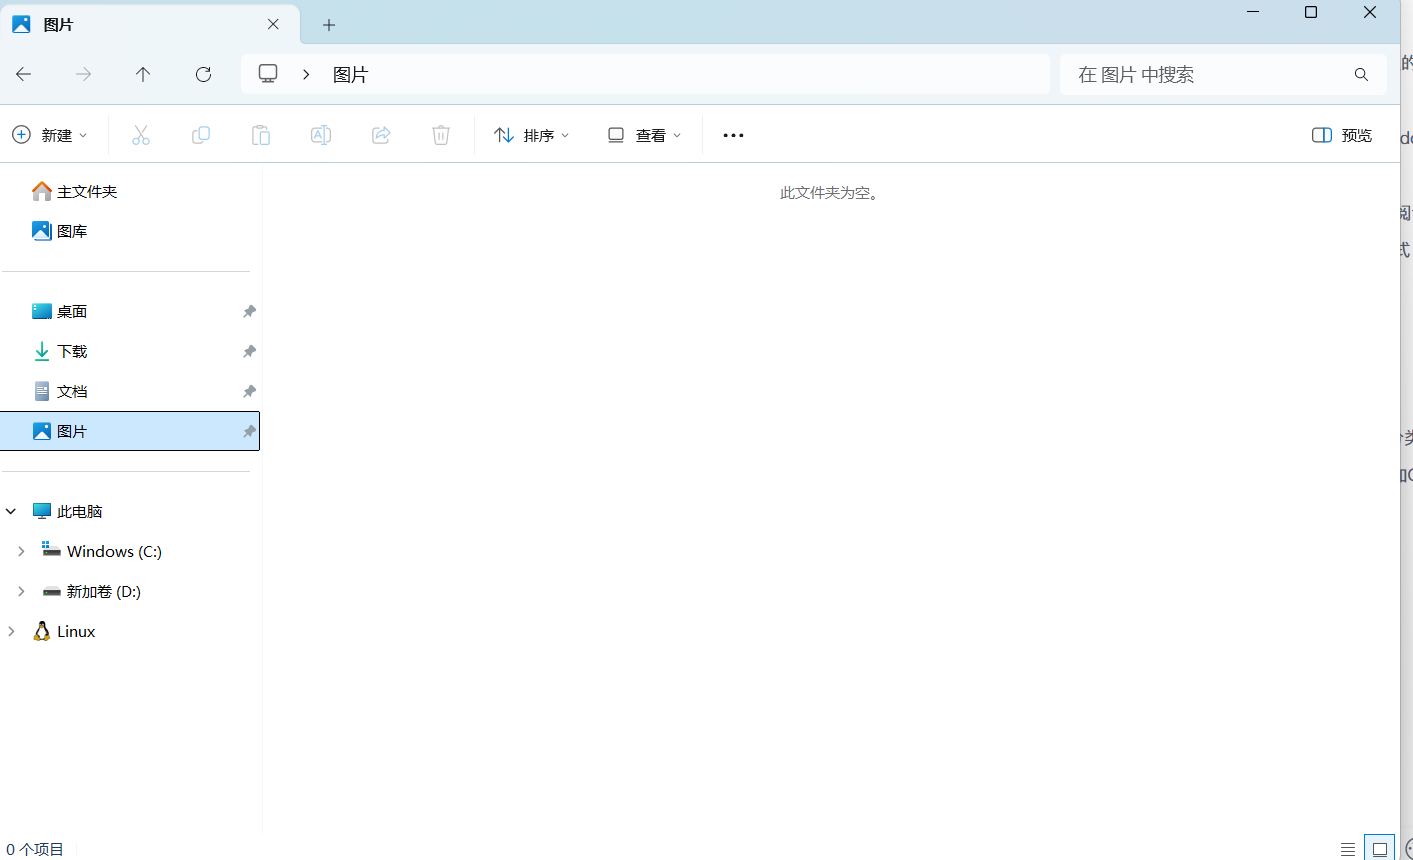 图片
图片
在 图片 中搜索
新建
排序
查看
预览
主文件夹
图库
桌面
下载
文档
图片
此电脑
Windows (C:)
新加卷 (D:)
Linux
此文件夹为空。
0 个项目
的
式